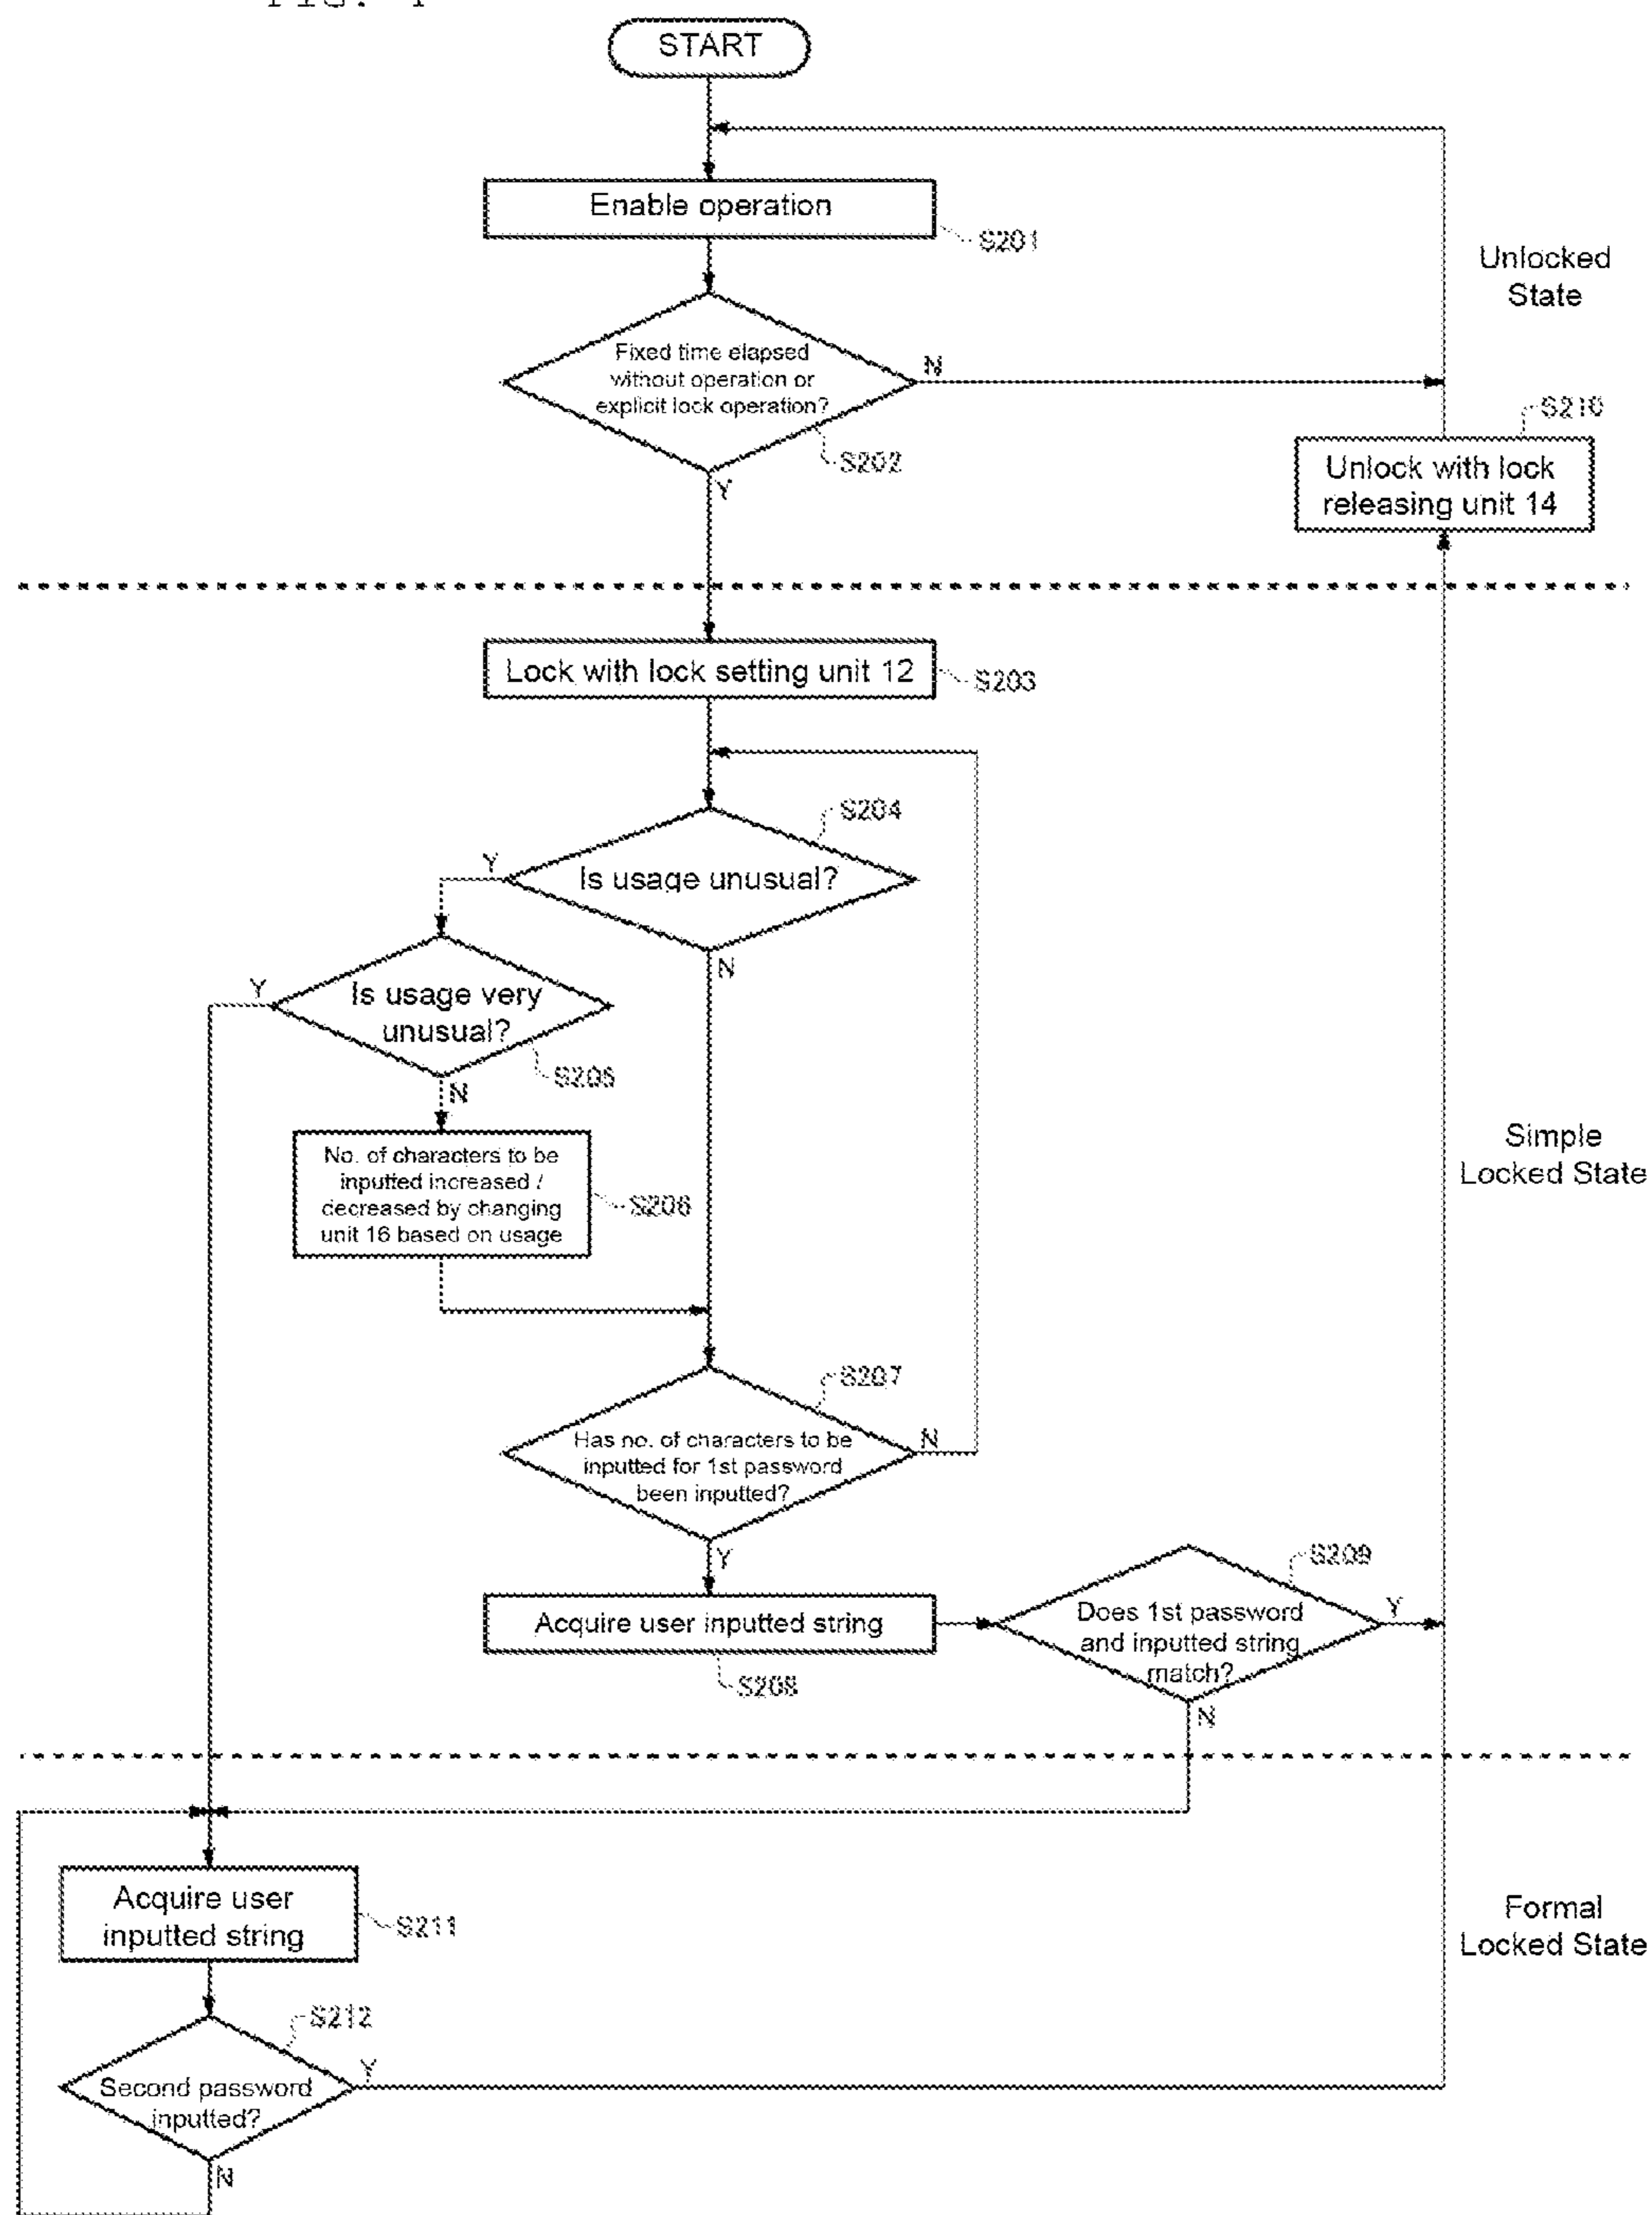 START
Enable operation
S201
Unlocked
State
Fixed time elapsed
without operation or
explicit lock operation?
N
S202
Y
S210
Unlock with lock
releasing unit 14
Lock with lock setting unit 12
S203
S204
Is usage unusual?
Y
N
Is usage very
unusual?
Y
S205
N
No. of characters to be
inputted increased /
decreased by changing
unit 16 based on usage
S206
Simple
Locked State
S207
Has no. of characters to be
inputted for 1st password
been inputted?
N
Y
Acquire user inputted string
S208
S209
Does 1st password
and inputted string
match?
Y
N
Acquire user
inputted string
S211
Formal
Locked State
S212
Second password
inputted?
Y
N